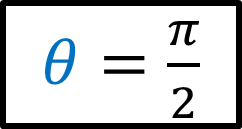 θ = π/2